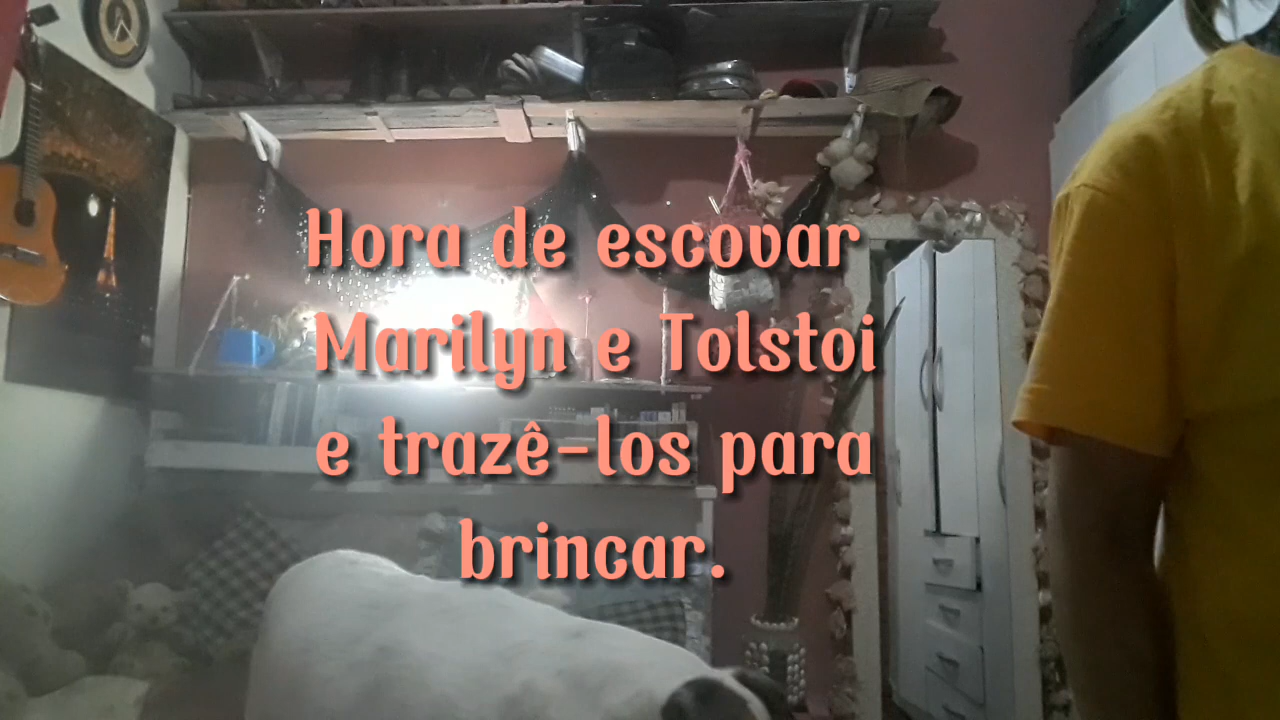 Hora de escovar
Marilyn e Tolstoi
e trazê-los para
brincar.